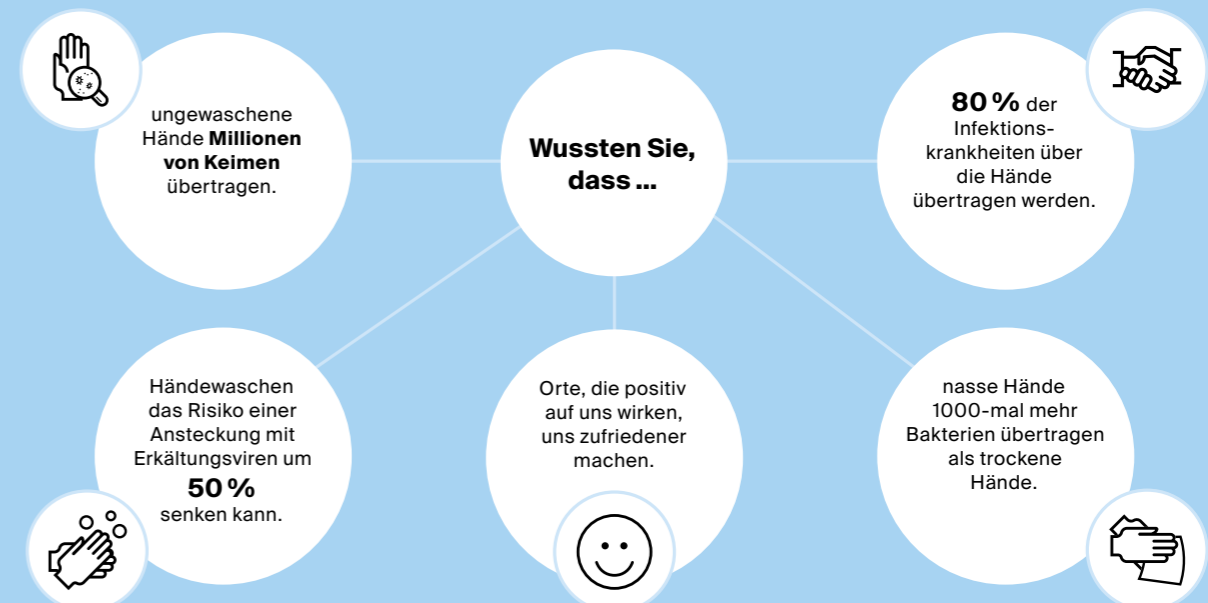 Wussten Sie,
dass ...
ungewaschene
Hände Millionen
von Keimen
übertragen.
80 % der
Infektions-
krankheiten über
die Hände
übertragen werden.
Händewaschen
das Risiko einer
Ansteckung mit
Erkältungsviren um
50 %
senken kann.
Orte, die positiv
auf uns wirken,
uns zufriedener
machen.
nasse Hände
1000-mal mehr
Bakterien übertragen
als trockene
Hände.